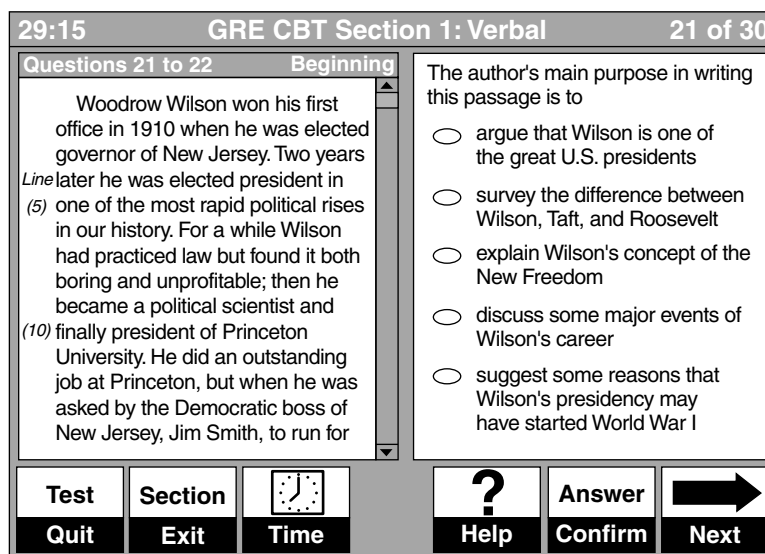 29:15 GRE CBT Section 1: Verbal 21 of 30
Questions 21 to 22 Beginning
Woodrow Wilson won his first
office in 1910 when he was elected
governor of New Jersey. Two years
Line later he was elected president in
(5) one of the most rapid political rises
in our history. For a while Wilson
had practiced law but found it both
boring and unprofitable; then he
became a political scientist and
(10) finally president of Princeton
University. He did an outstanding
job at Princeton, but when he was
asked by the Democratic boss of
New Jersey, Jim Smith, to run for
The author's main purpose in writing
this passage is to
argue that Wilson is one of
the great U.S. presidents
survey the difference between
Wilson, Taft, and Roosevelt
explain Wilson's concept of the
New Freedom
discuss some major events of
Wilson's career
suggest some reasons that
Wilson's presidency may
have started World War I
Test Section ? Answer
Quit Exit Time Help Confirm Next